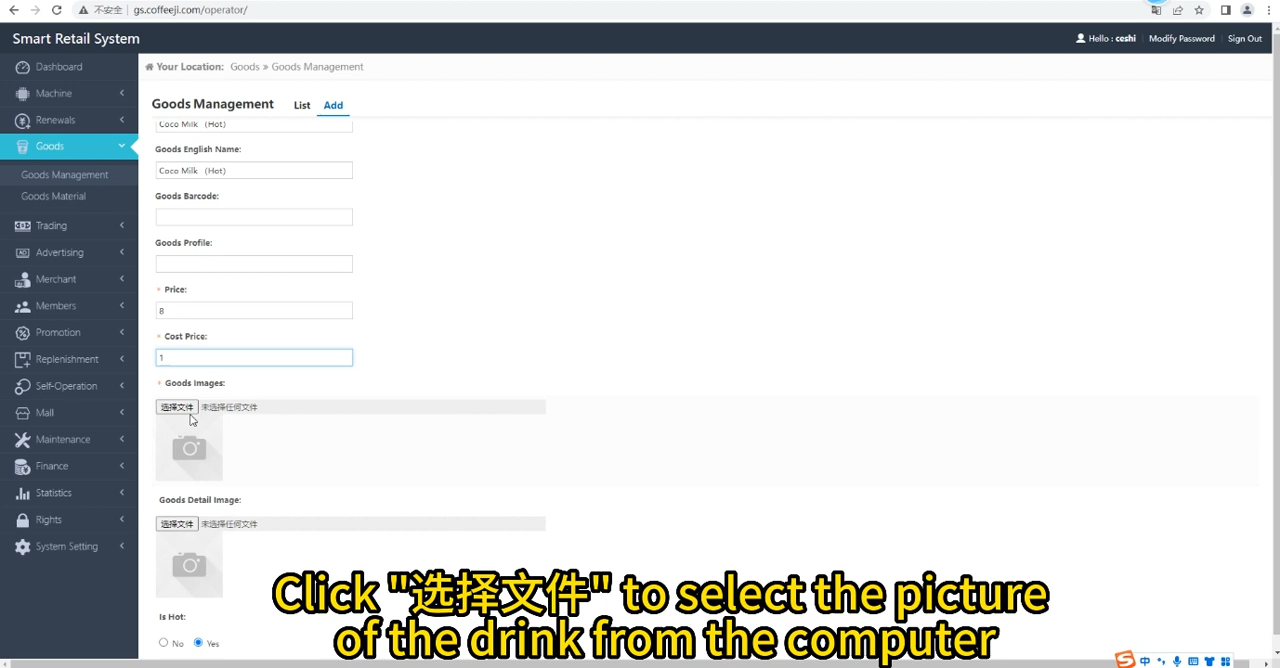 不安全 gs.coffeeji.com/operator/
Smart Retail System
Hello : ceshi Modify Password Sign Out
Dashboard
Machine
Renewals
Goods
Goods Management
Goods Material
Trading
Advertising
Merchant
Members
Promotion
Replenishment
Self-Operation
Mall
Maintenance
Finance
Statistics
Rights
System Setting
Your Location: Goods » Goods Management
Goods Management List Add
Coco Milk (Hot)
Goods English Name:
Coco Milk (Hot)
Goods Barcode:
Goods Profile:
* Price:
8
* Cost Price:
1
* Goods Images:
选择文件 未选择任何文件
Goods Detail Image:
选择文件 未选择任何文件
Is Hot:
No Yes
Click "选择文件" to select the picture
of the drink from the computer
中